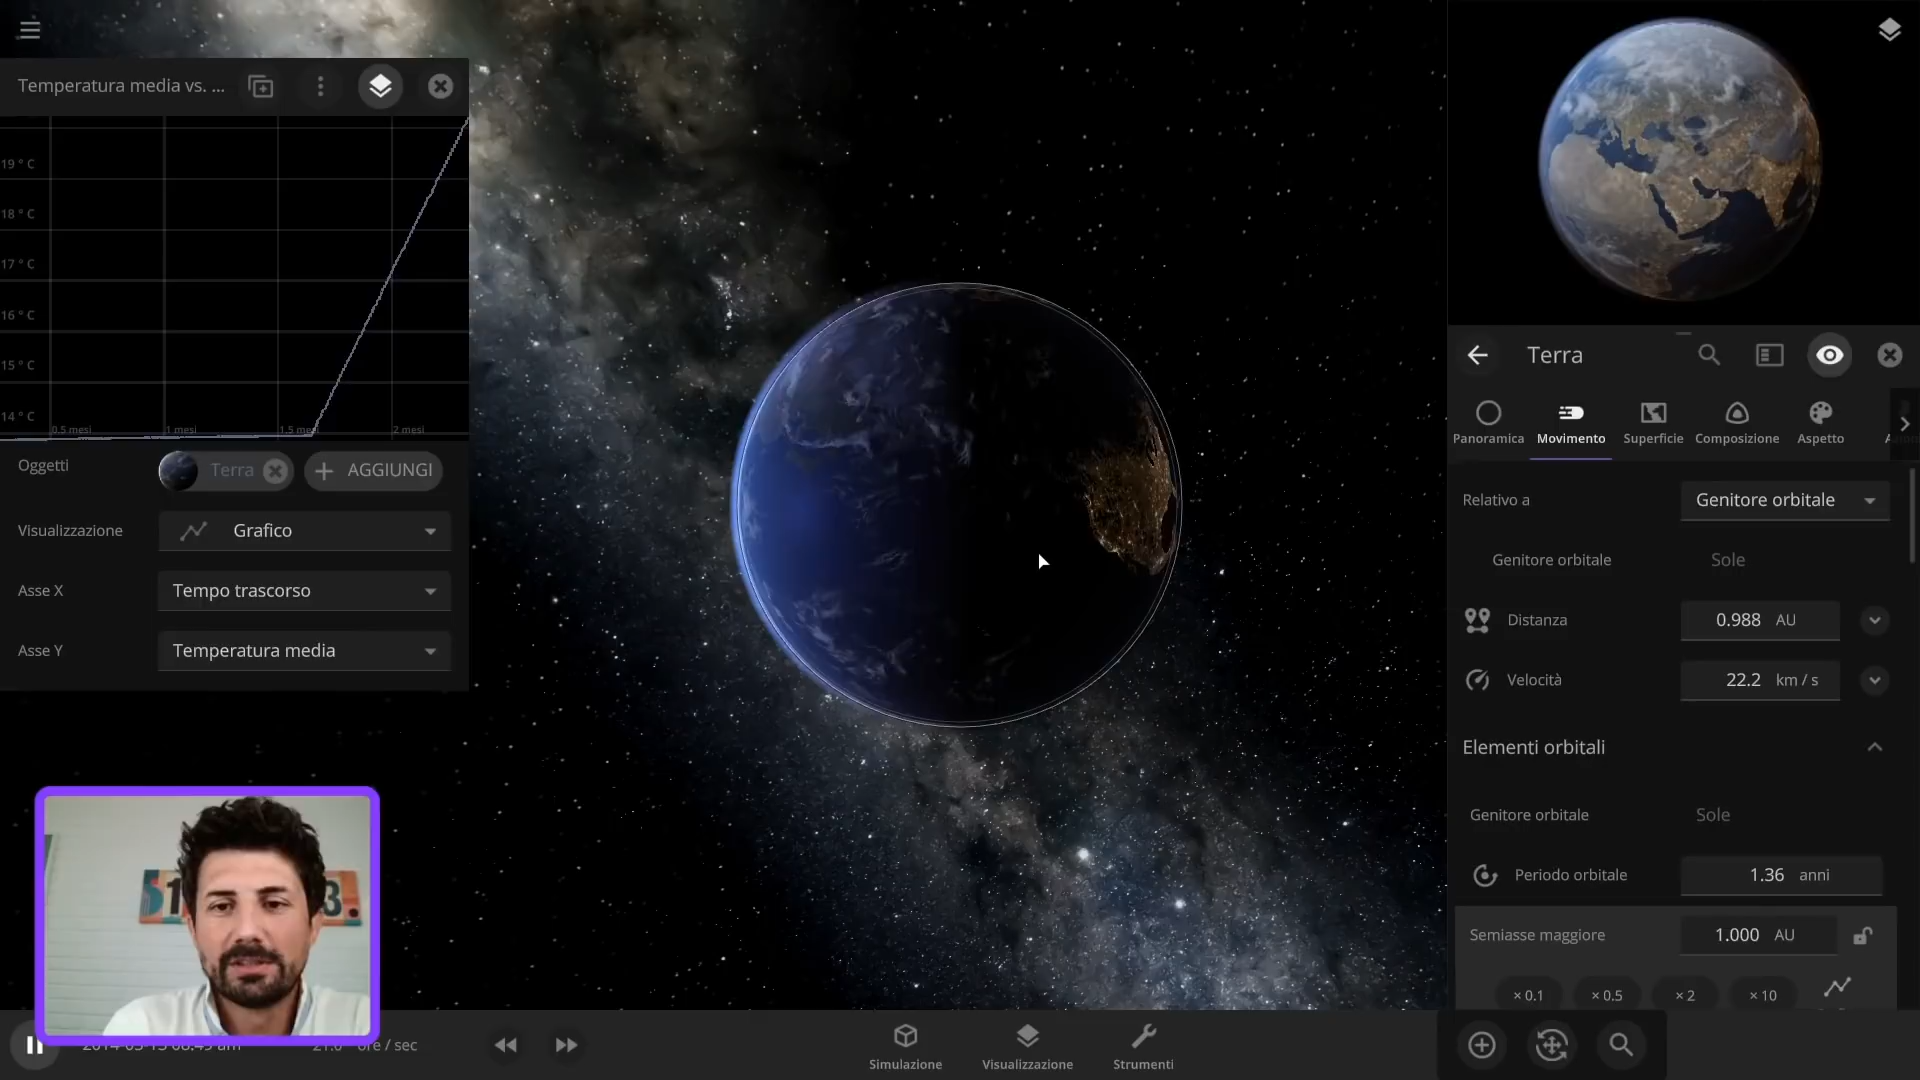 Temperatura media vs. ...
19 ° C
18 ° C
17 ° C
16 ° C
15 ° C
14 ° C
0.5 mesi
1 mesi
1.5 mesi
2 mesi
Oggetti
Terra
AGGIUNGI
Visualizzazione
Grafico
Asse X
Tempo trascorso
Asse Y
Temperatura media
ore / sec
Simulazione
Visualizzazione
Strumenti
Terra
Panoramica
Movimento
Superficie
Composizione
Aspetto
Relativo a
Genitore orbitale
Genitore orbitale
Sole
Distanza
0.988 AU
Velocità
22.2 km / s
Elementi orbitali
Genitore orbitale
Sole
Periodo orbitale
1.36 anni
Semiasse maggiore
1.000 AU
× 0.1
× 0.5
× 2
× 10